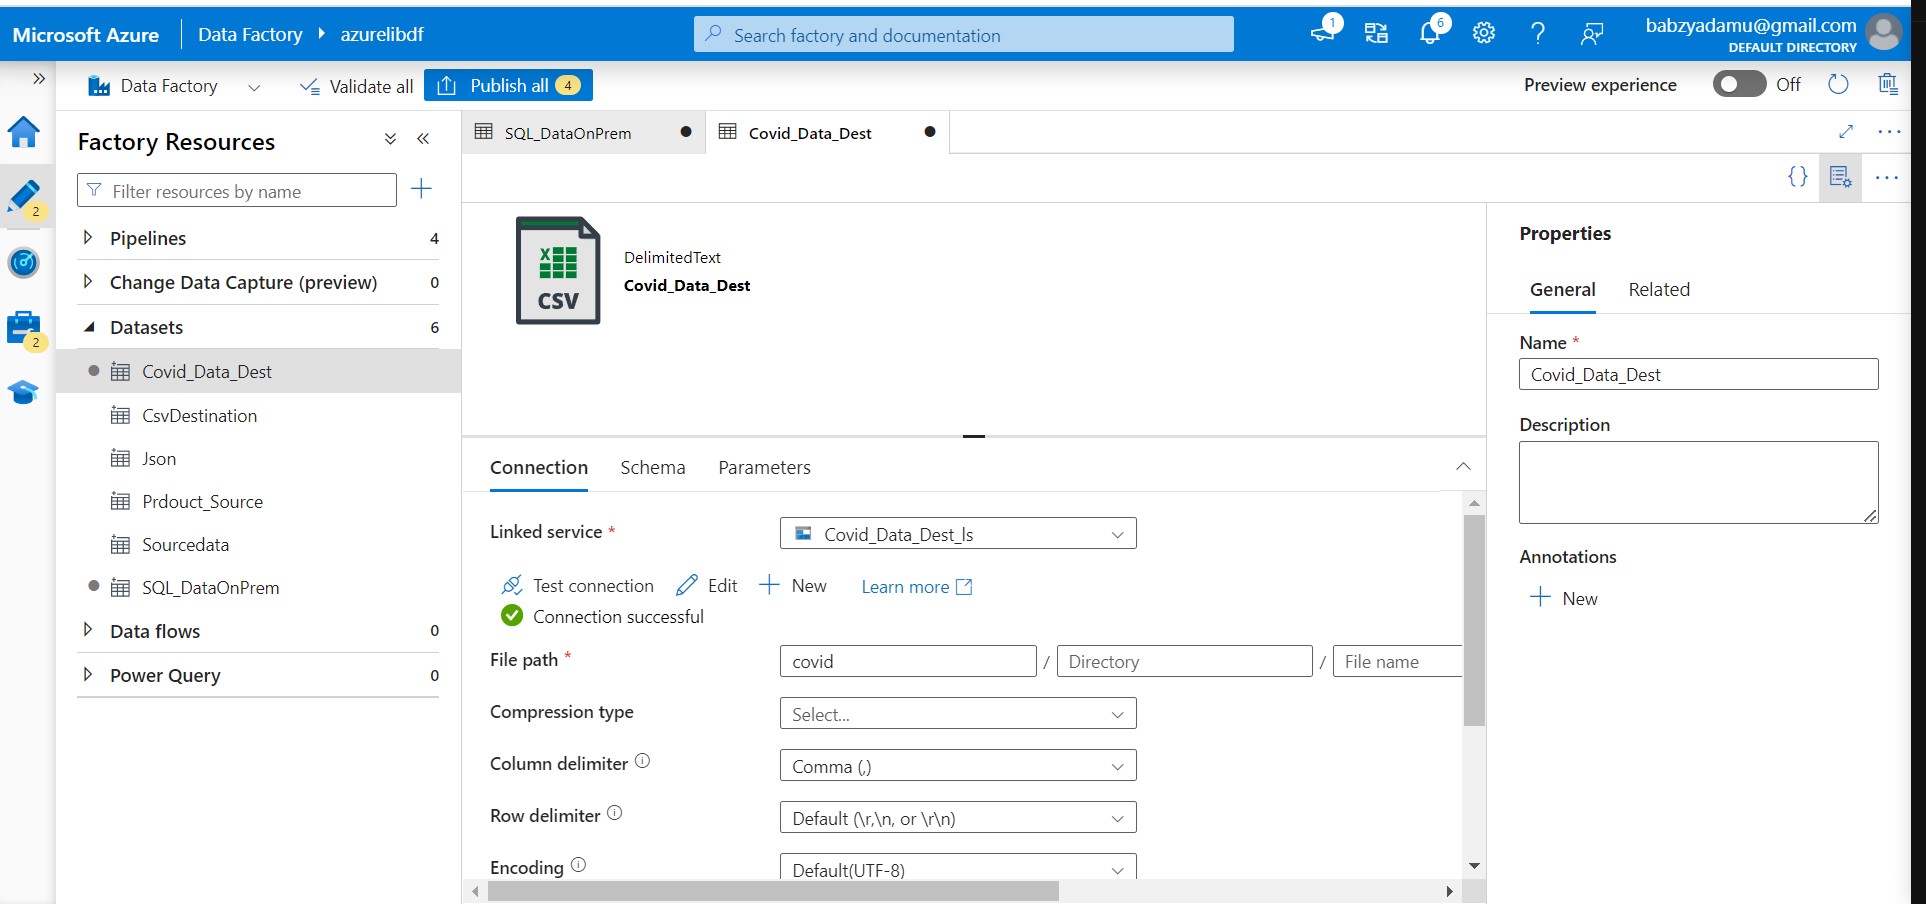 Microsoft Azure
Data Factory
azurelibdf
Search factory and documentation
1
6
babzyadamu@gmail.com
DEFAULT DIRECTORY
Data Factory
Validate all
Publish all 4
Preview experience
Off
2
2
Factory Resources
Filter resources by name
Pipelines 4
Change Data Capture (preview) 0
Datasets 6
Covid_Data_Dest
CsvDestination
Json
Prdouct_Source
Sourcedata
SQL_DataOnPrem
Data flows 0
Power Query 0
SQL_DataOnPrem
Covid_Data_Dest
X
CSV
DelimitedText
Covid_Data_Dest
Connection
Schema
Parameters
Linked service *
Covid_Data_Dest_ls
Test connection
Edit
New
Learn more
Connection successful
File path *
covid / Directory / File name
Compression type
Select...
Column delimiter
Comma (,)
Row delimiter
Default (\r,\n, or \r\n)
Encoding
Default(UTF-8)
Properties
General
Related
Name *
Covid_Data_Dest
Description
Annotations
New